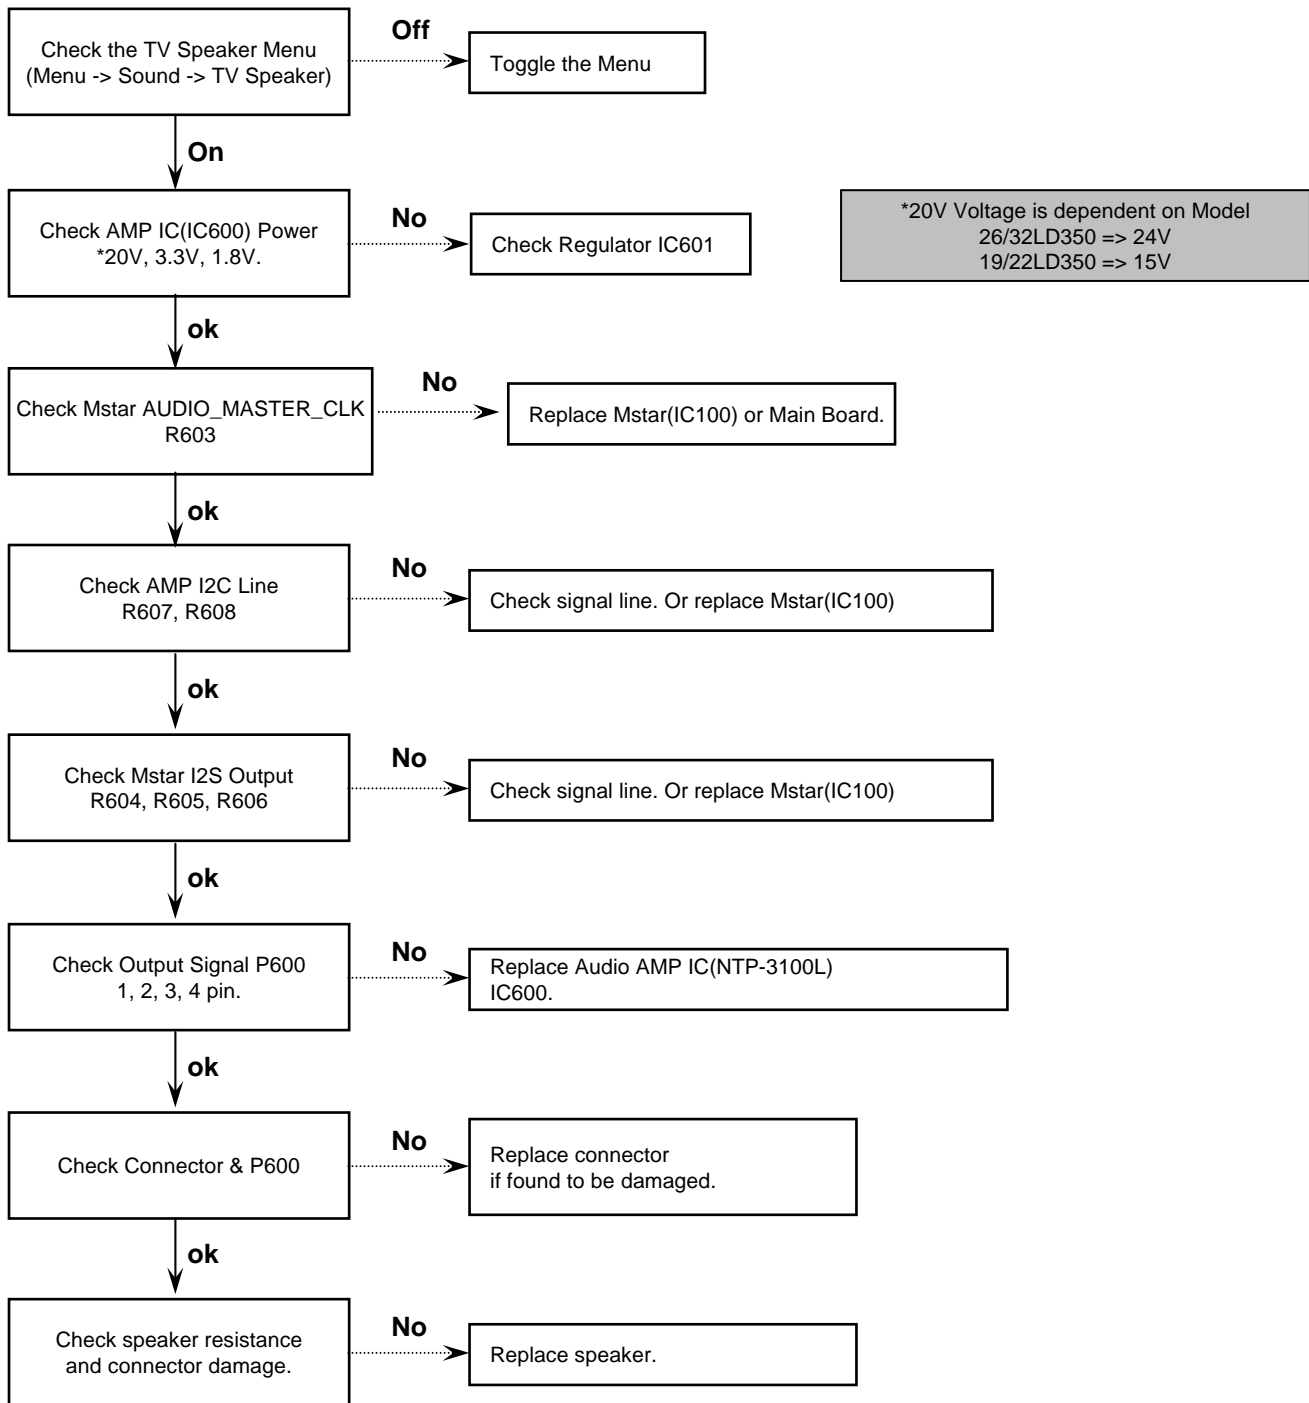 Check the TV Speaker Menu
(Menu -> Sound -> TV Speaker)
Off
Toggle the Menu
On
Check AMP IC(IC600) Power
*20V, 3.3V, 1.8V.
No
Check Regulator IC601
*20V Voltage is dependent on Model
26/32LD350 => 24V
19/22LD350 => 15V
ok
Check Mstar AUDIO_MASTER_CLK
R603
No
Replace Mstar(IC100) or Main Board.
ok
Check AMP I2C Line
R607, R608
No
Check signal line. Or replace Mstar(IC100)
ok
Check Mstar I2S Output
R604, R605, R606
No
Check signal line. Or replace Mstar(IC100)
ok
Check Output Signal P600
1, 2, 3, 4 pin.
No
Replace Audio AMP IC(NTP-3100L)
IC600.
ok
Check Connector & P600
No
Replace connector
if found to be damaged.
ok
Check speaker resistance
and connector damage.
No
Replace speaker.